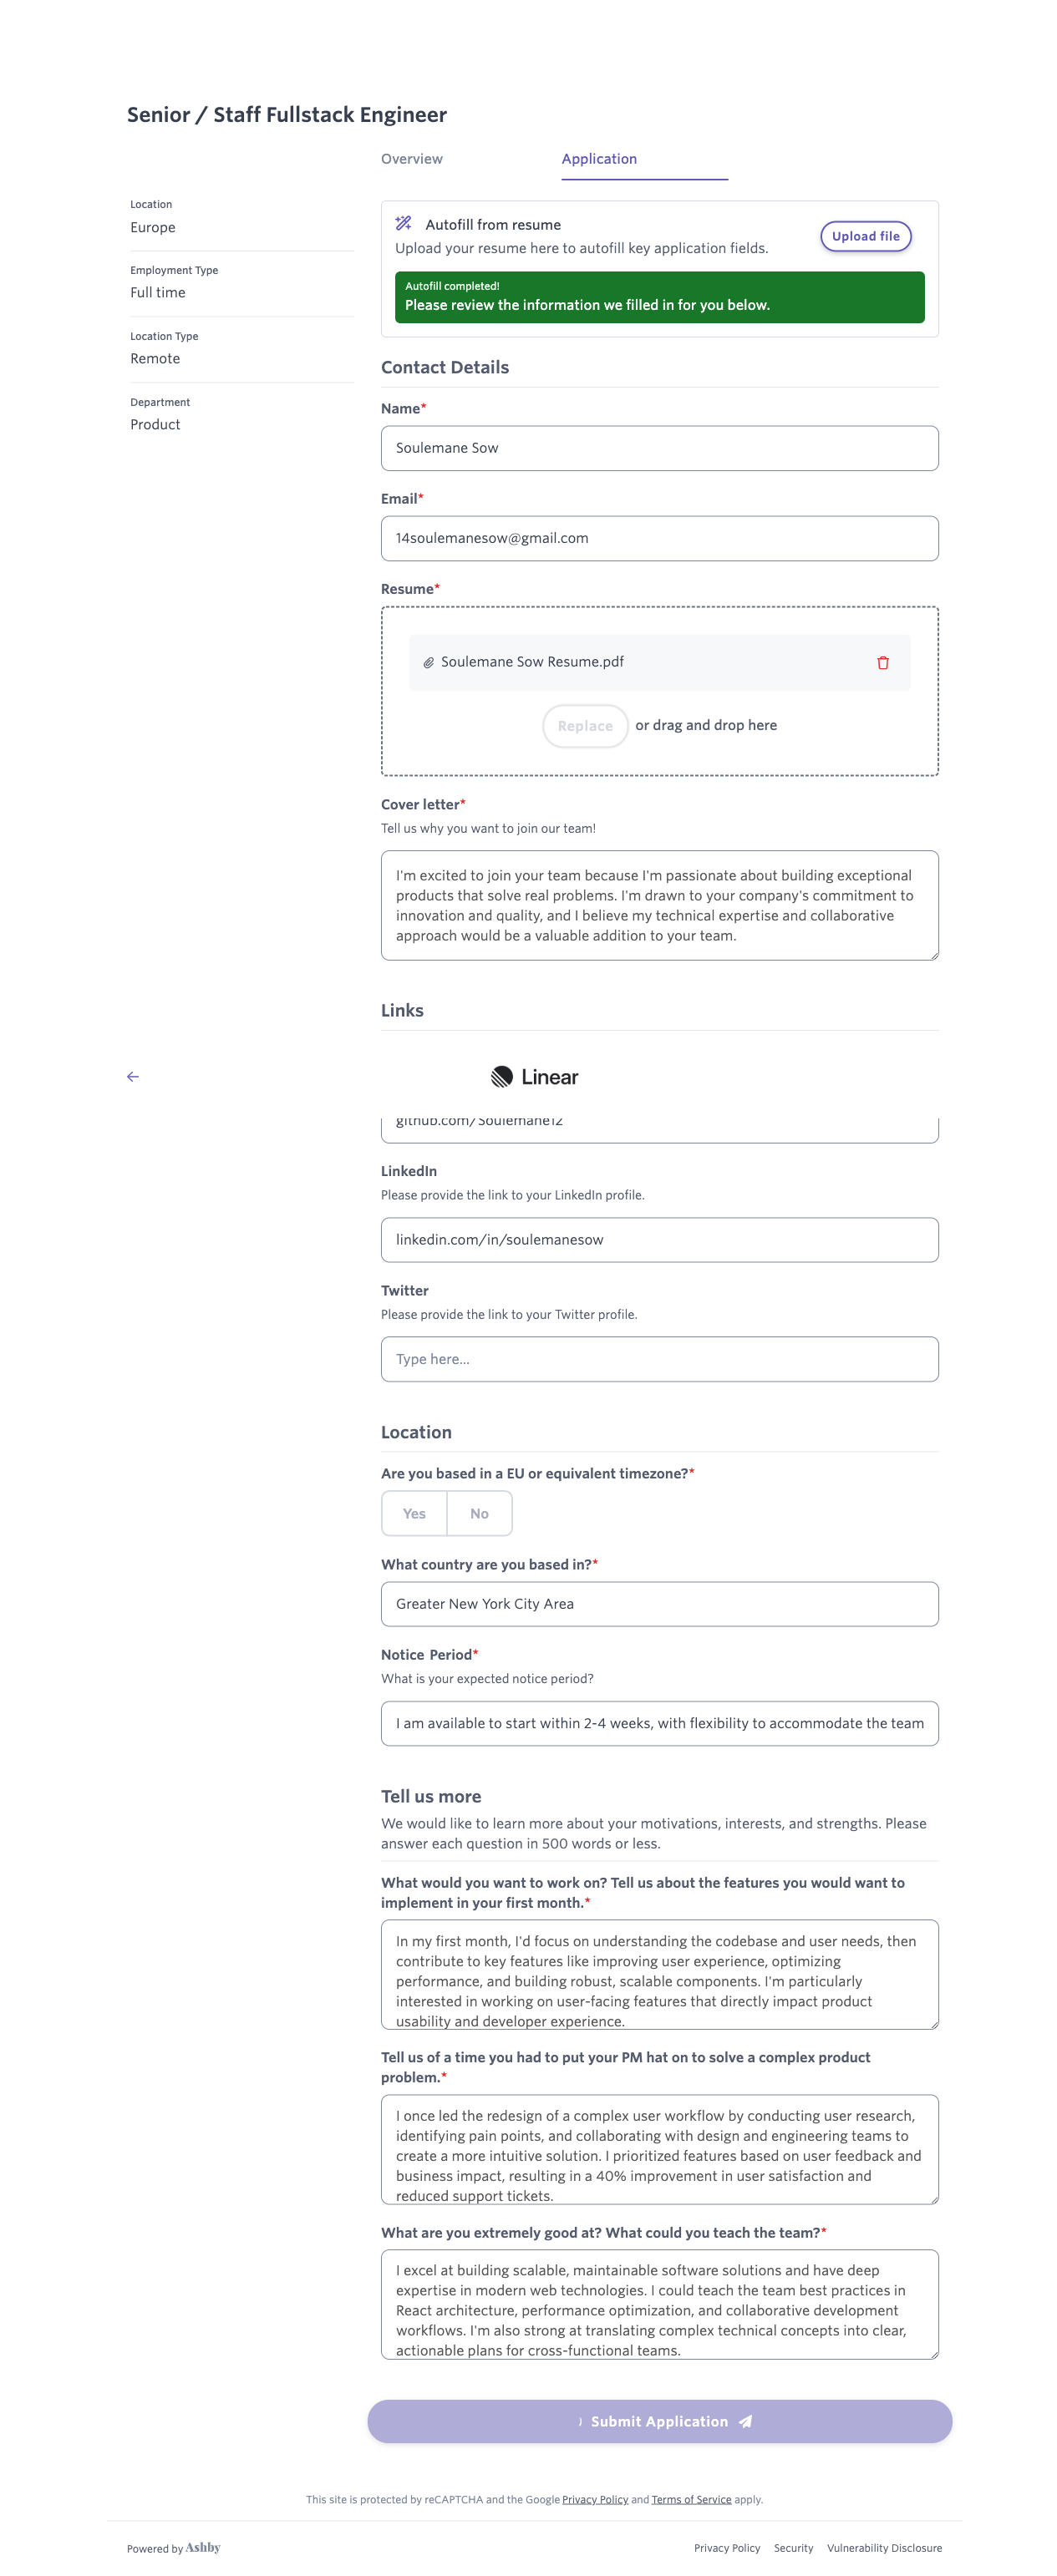 Senior / Staff Fullstack Engineer
Overview
Application
Location
Europe
Employment Type
Full time
Location Type
Remote
Department
Product
Autofill from resume
Upload your resume here to autofill key application fields.
Upload file
Autofill completed!
Please review the information we filled in for you below.
Contact Details
Name*
Soulemane Sow
Email*
14soulemanesow@gmail.com
Resume*
Soulemane Sow Resume.pdf
Replace or drag and drop here
Cover letter*
Tell us why you want to join our team!
I'm excited to join your team because I'm passionate about building exceptional
products that solve real problems. I'm drawn to your company's commitment to
innovation and quality, and I believe my technical expertise and collaborative
approach would be a valuable addition to your team.
Links
Linear
github.com/Soulemane12
LinkedIn
Please provide the link to your LinkedIn profile.
linkedin.com/in/soulemanesow
Twitter
Please provide the link to your Twitter profile.
Type here...
Location
Are you based in a EU or equivalent timezone?*
Yes No
What country are you based in?*
Greater New York City Area
Notice Period*
What is your expected notice period?
I am available to start within 2-4 weeks, with flexibility to accommodate the team
Tell us more
We would like to learn more about your motivations, interests, and strengths. Please
answer each question in 500 words or less.
What would you want to work on? Tell us about the features you would want to
implement in your first month.*
In my first month, I'd focus on understanding the codebase and user needs, then
contribute to key features like improving user experience, optimizing
performance, and building robust, scalable components. I'm particularly
interested in working on user-facing features that directly impact product
usability and developer experience.
Tell us of a time you had to put your PM hat on to solve a complex product
problem.*
I once led the redesign of a complex user workflow by conducting user research,
identifying pain points, and collaborating with design and engineering teams to
create a more intuitive solution. I prioritized features based on user feedback and
business impact, resulting in a 40% improvement in user satisfaction and
reduced support tickets.
What are you extremely good at? What could you teach the team?*
I excel at building scalable, maintainable software solutions and have deep
expertise in modern web technologies. I could teach the team best practices in
React architecture, performance optimization, and collaborative development
workflows. I'm also strong at translating complex technical concepts into clear,
actionable plans for cross-functional teams.
Submit Application
This site is protected by reCAPTCHA and the Google Privacy Policy and Terms of Service apply.
Powered by Ashby
Privacy Policy Security Vulnerability Disclosure